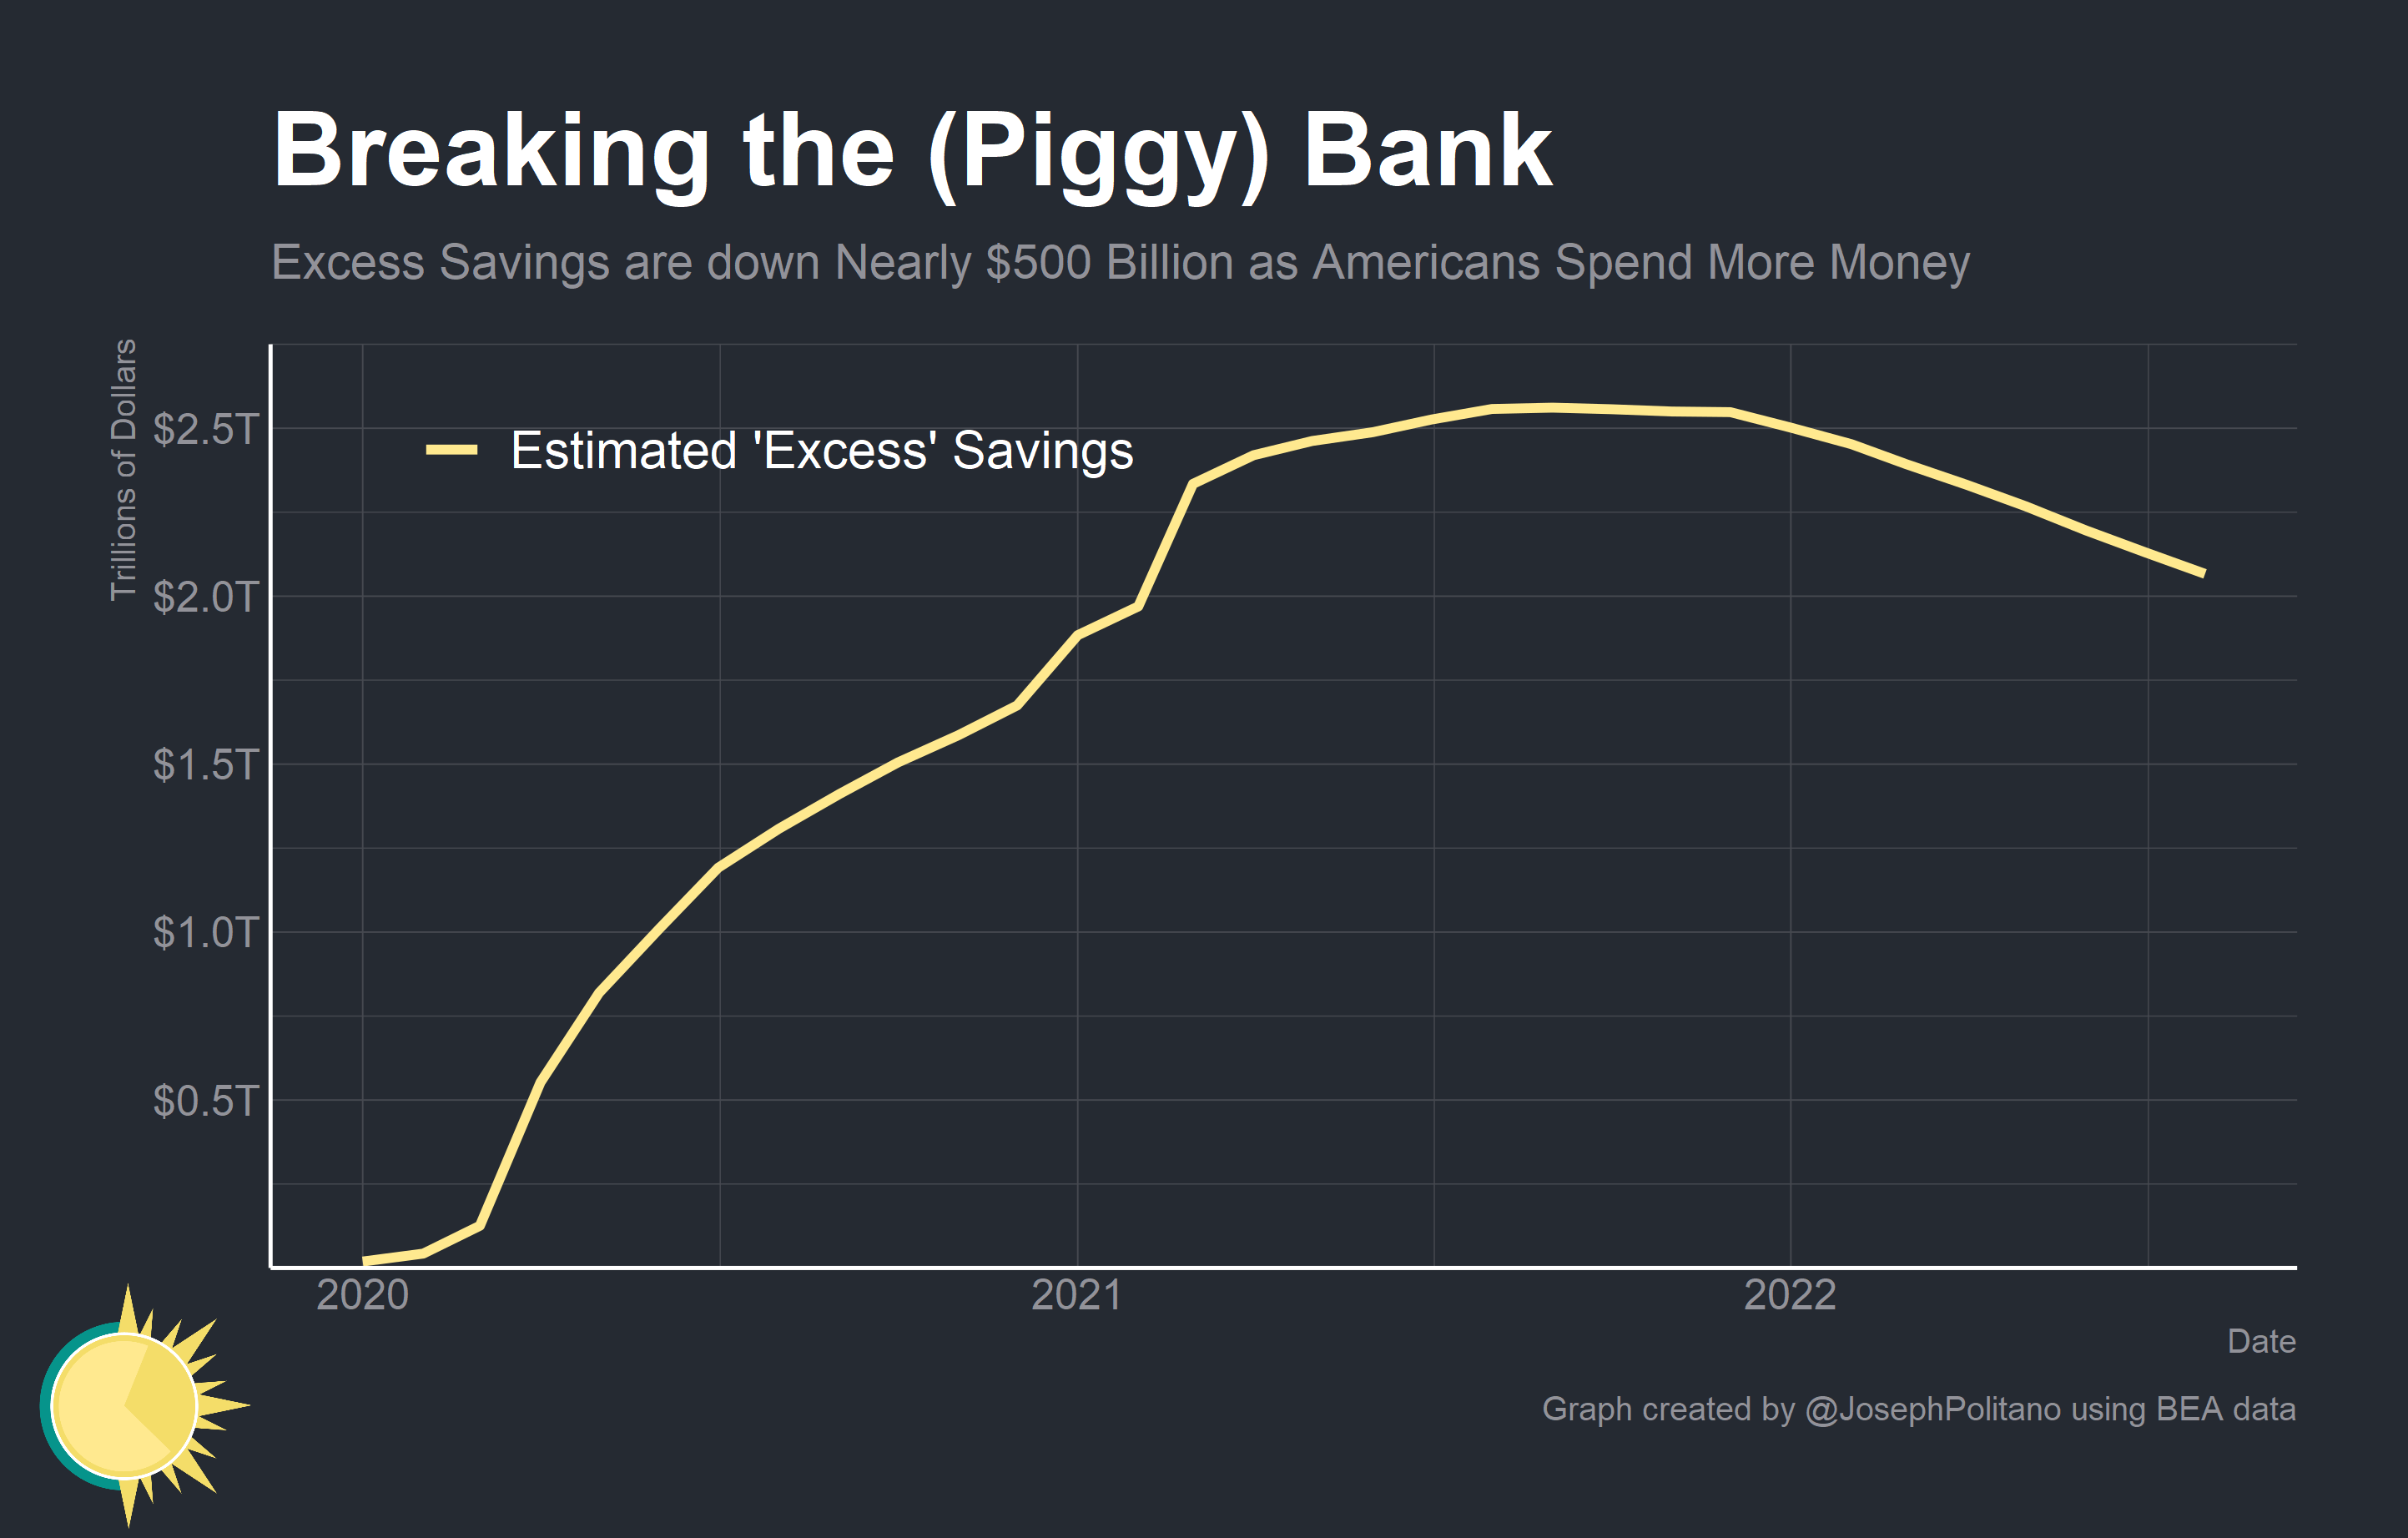 Breaking the (Piggy) Bank
Excess Savings are down Nearly $500 Billion as Americans Spend More Money
Trillions of Dollars
$2.5T
$2.0T
$1.5T
$1.0T
$0.5T
Estimated 'Excess' Savings
2020
2021
2022
Date
Graph created by @JosephPolitano using BEA data